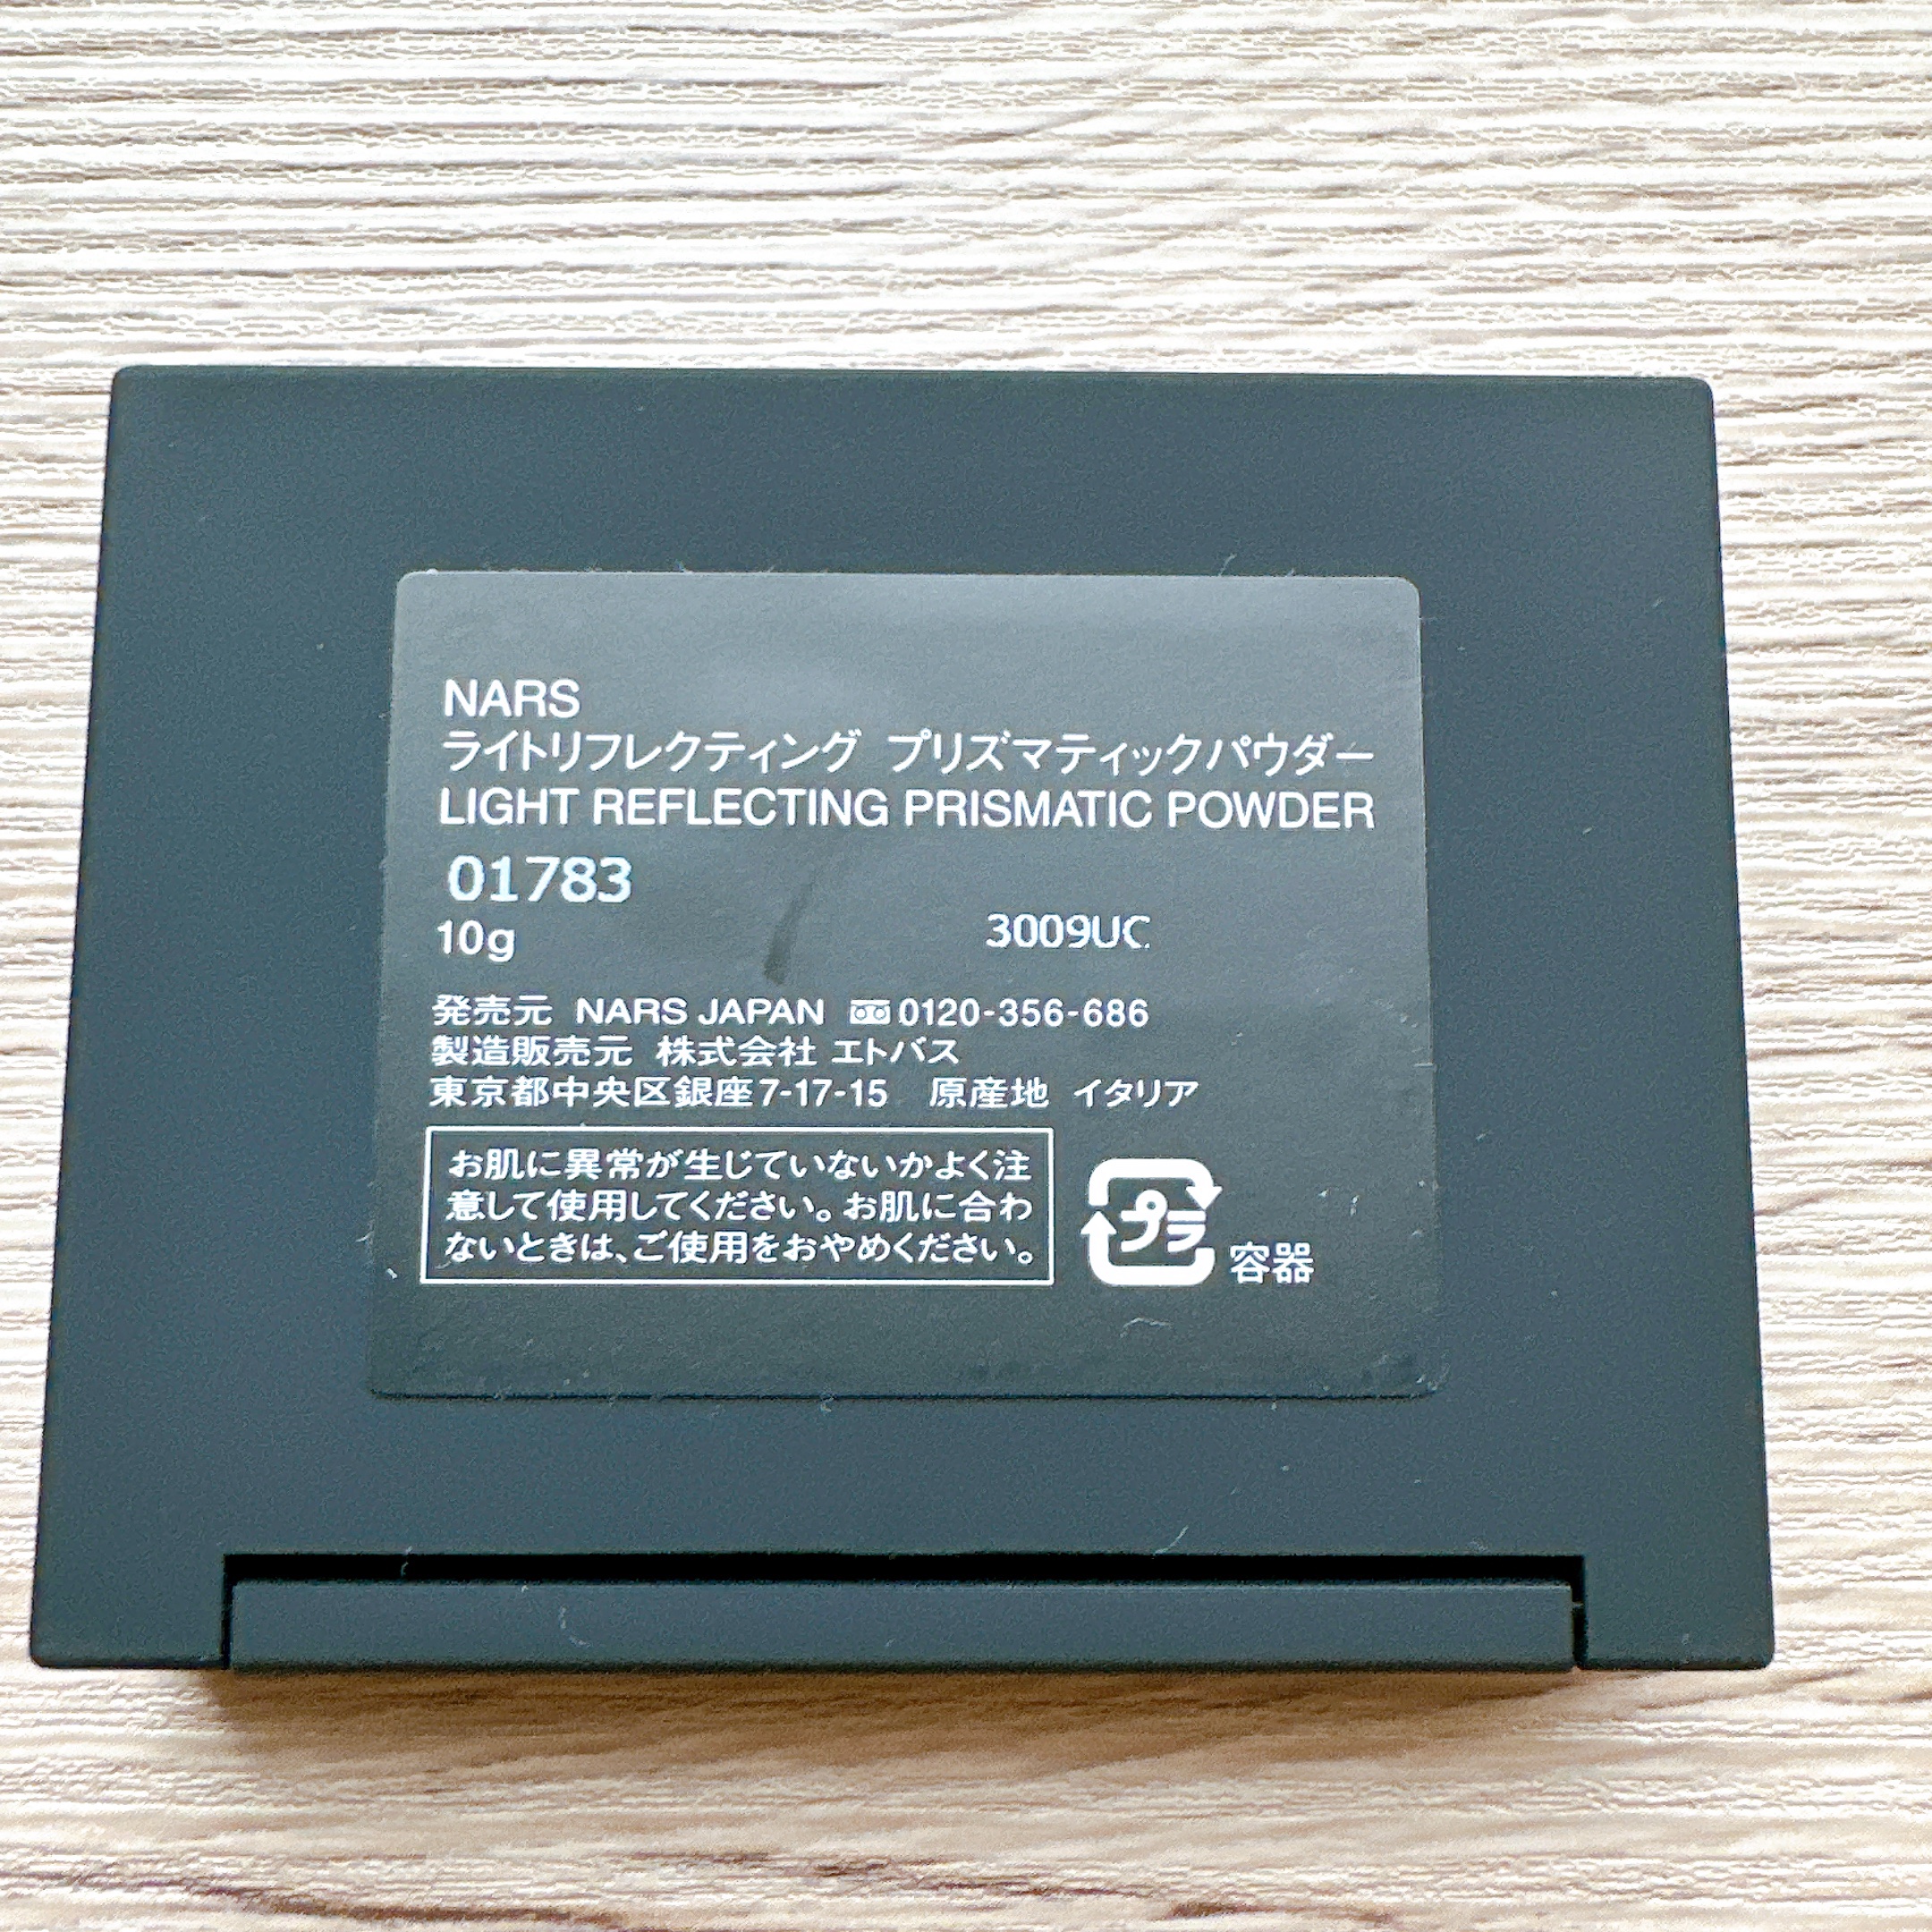 NARS
ライトリフレクティング プリズマティックパウダー
LIGHT REFLECTING PRISMATIC POWDER
01783
10g 3009UC
発売元 NARS JAPAN 0120-356-686
製造販売元 株式会社 エトバス
東京都中央区銀座7-17-15 原産地 イタリア
お肌に異常が生じていないかよく注
意して使用してください。お肌に合わ
ないときは、ご使用をおやめください。
プラ
容器